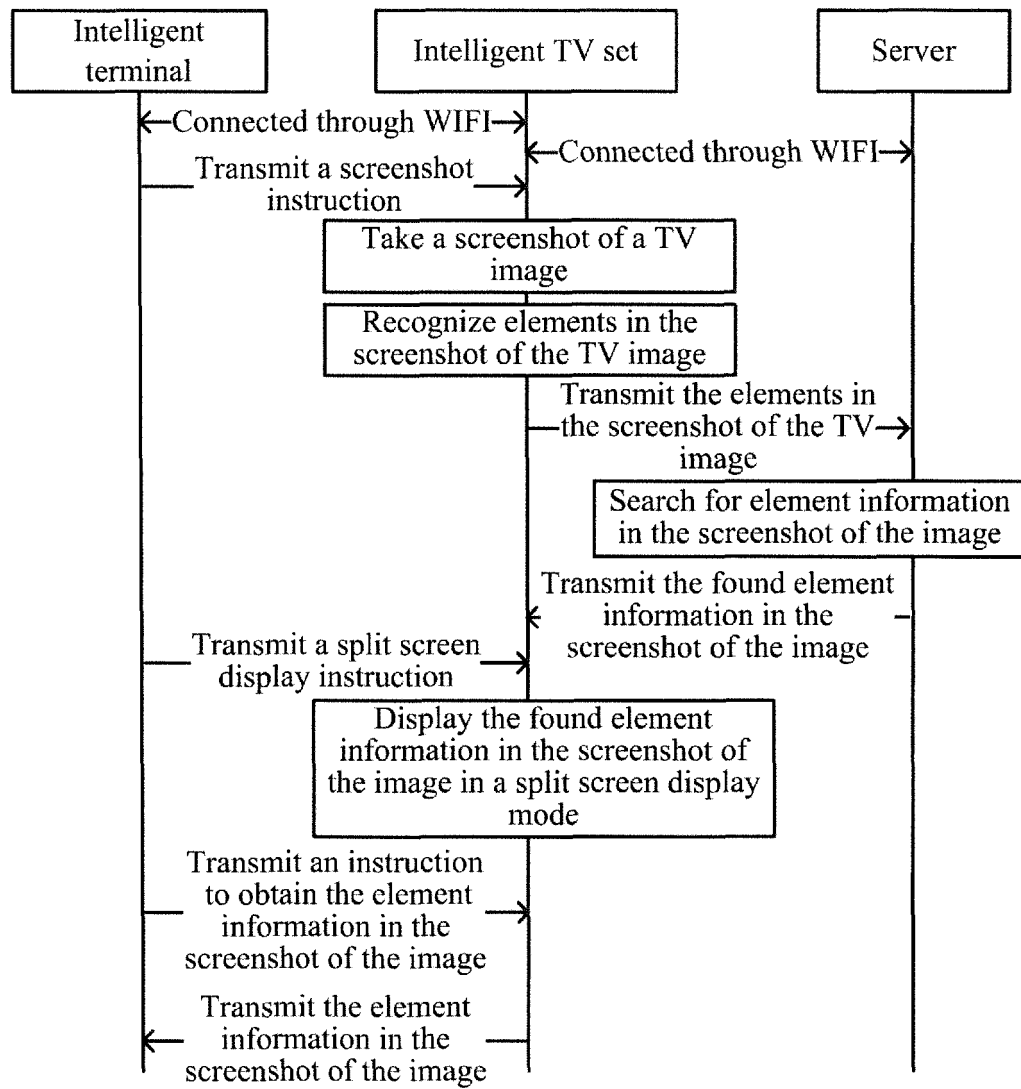 Intelligent
terminal
Intelligent TV set
Server
Connected through WIFI
Connected through WIFI
Transmit a screenshot
instruction
Take a screenshot of a TV
image
Recognize elements in the
screenshot of the TV image
Transmit the elements in
the screenshot of the TV
image
Search for element information
in the screenshot of the image
Transmit the found element
information in the
screenshot of the image
Transmit a split screen
display instruction
Display the found element
information in the screenshot of
the image in a split screen display
mode
Transmit an instruction
to obtain the element
information in the
screenshot of the image
Transmit the element
information in the
screenshot of the image